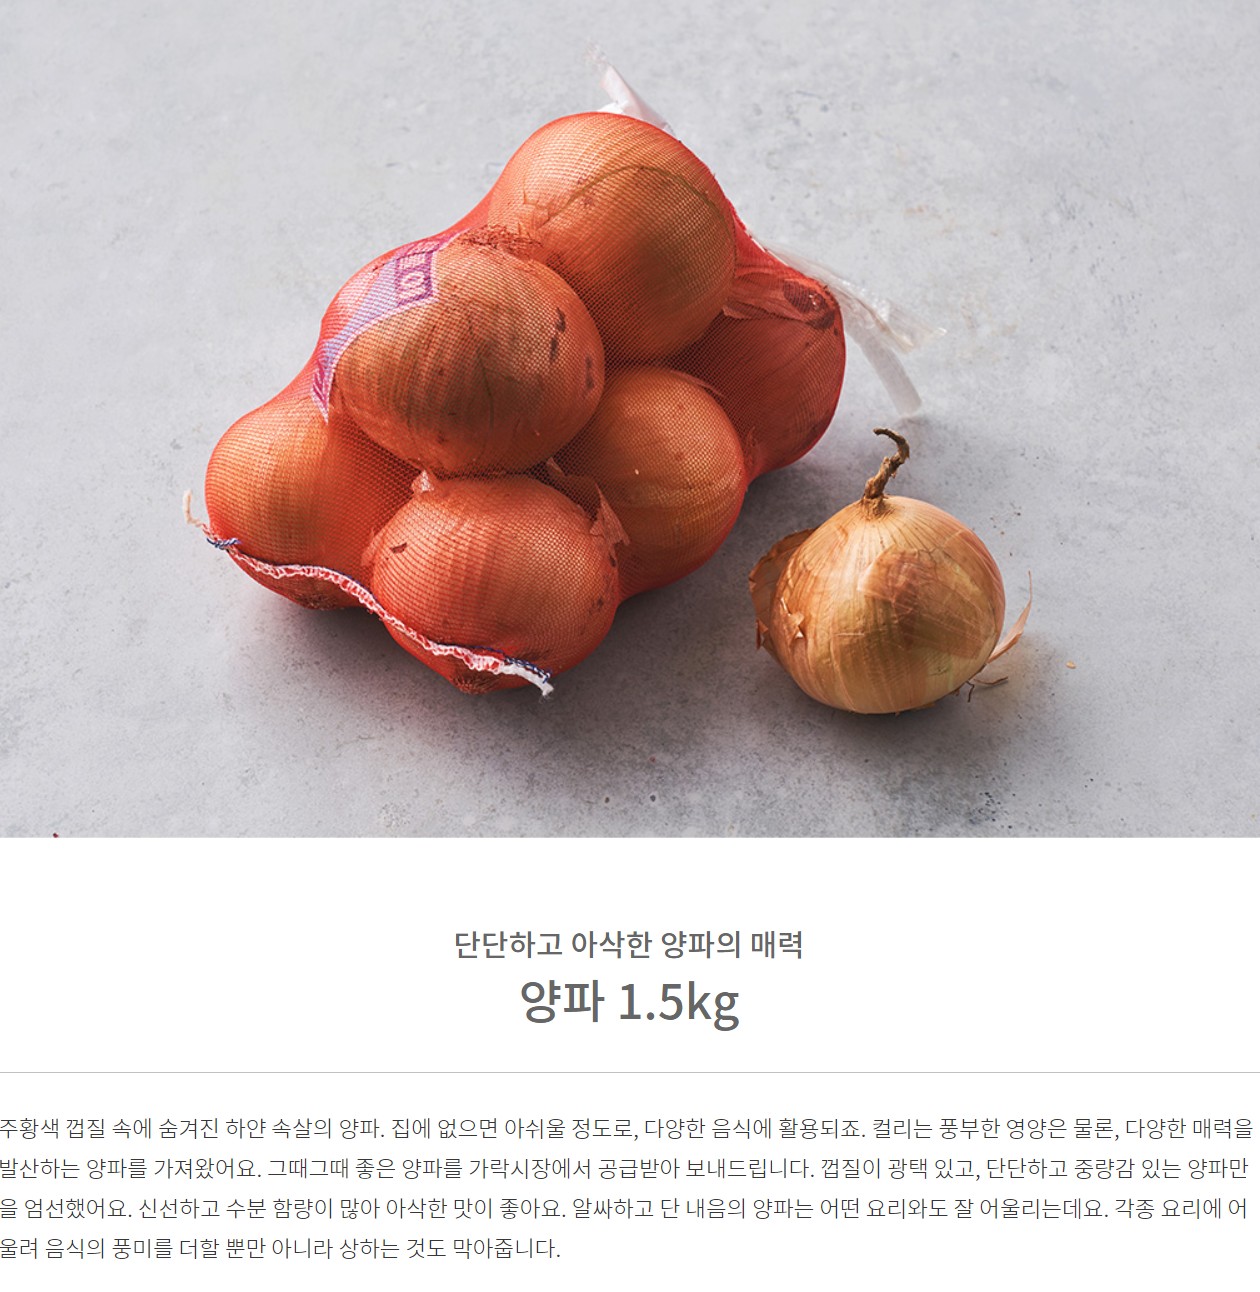 단단하고 아삭한 양파의 매력
양파 1.5kg
주황색 껍질 속에 숨겨진 하얀 속살의 양파. 집에 없으면 아쉬울 정도로, 다양한 음식에 활용되죠. 컬리는 풍부한 영양은 물론, 다양한 매력을
발산하는 양파를 가져왔어요. 그때그때 좋은 양파를 가락시장에서 공급받아 보내드립니다. 껍질이 광택 있고, 단단하고 중량감 있는 양파만
을 엄선했어요. 신선하고 수분 함량이 많아 아삭한 맛이 좋아요. 알싸하고 단 내음의 양파는 어떤 요리와도 잘 어울리는데요. 각종 요리에 어
울려 음식의 풍미를 더할 뿐만 아니라 상하는 것도 막아줍니다.